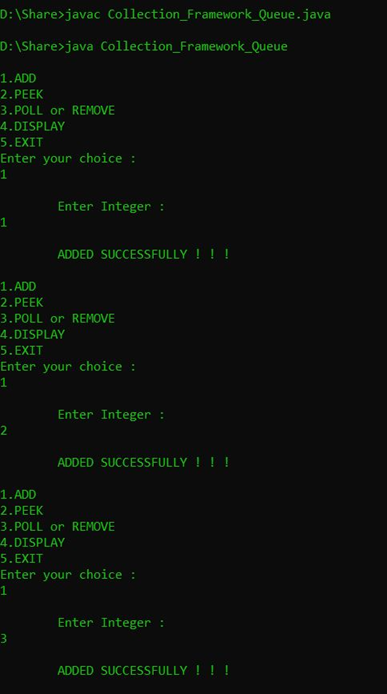 D:\Share>javac Collection_Framework_Queue.java
D:\Share>java Collection_Framework_Queue
1.ADD
2.PEEK
3.POLL or REMOVE
4.DISPLAY
5.EXIT
Enter your choice :
1
Enter Integer :
1
ADDED SUCCESSFULLY ! ! !
1.ADD
2.PEEK
3.POLL or REMOVE
4.DISPLAY
5.EXIT
Enter your choice :
1
Enter Integer :
2
ADDED SUCCESSFULLY ! ! !
1.ADD
2.PEEK
3.POLL or REMOVE
4.DISPLAY
5.EXIT
Enter your choice :
1
Enter Integer :
3
ADDED SUCCESSFULLY ! ! !